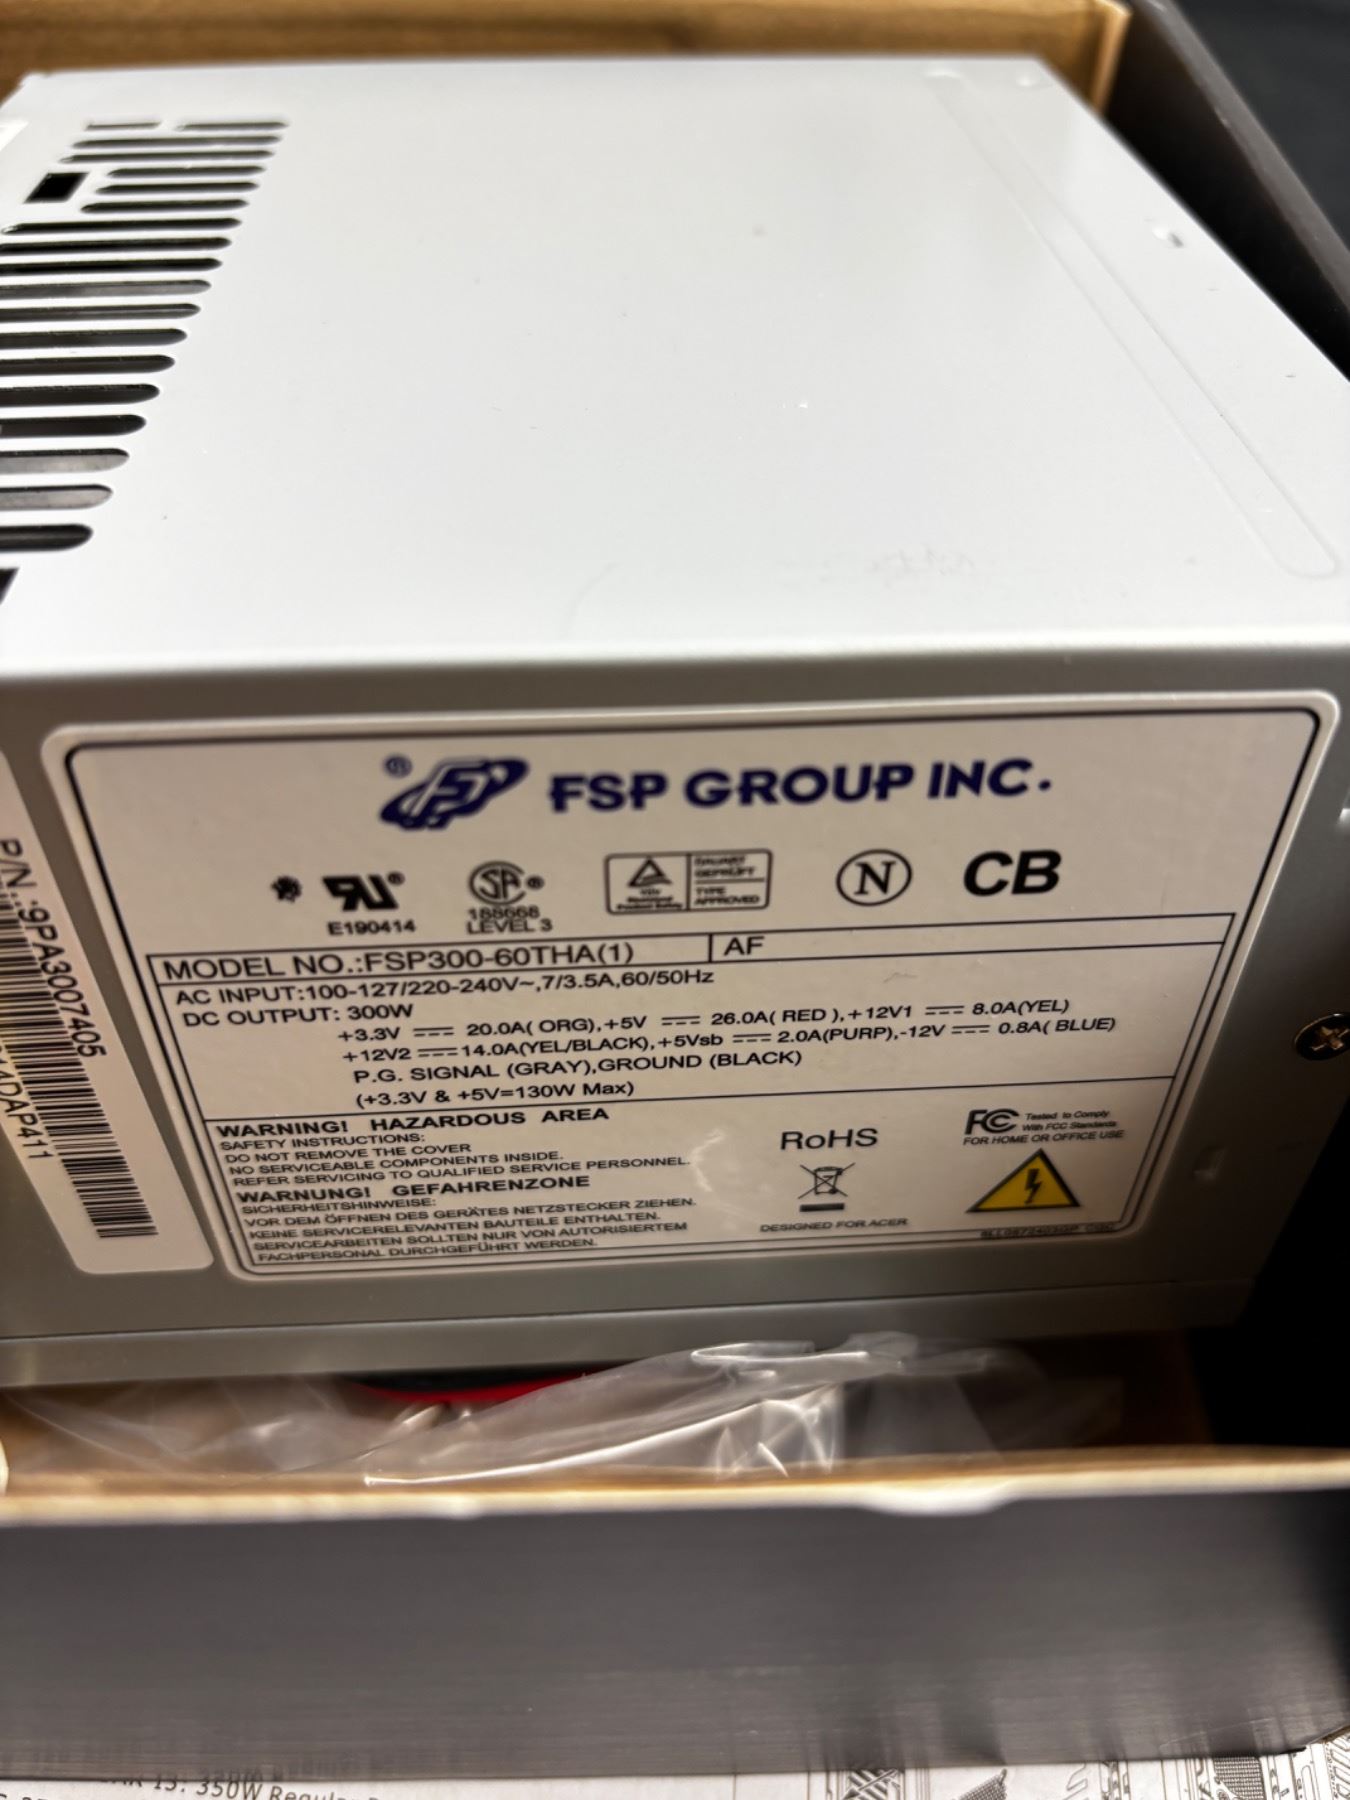 FSP GROUP INC.
E190414
188668
LEVEL 3
GEPRÜFT
TYPE
APPROVED
N
CB
MODEL NO.:FSP300-60THA(1) AF
AC INPUT:100-127/220-240V~,7/3.5A,60/50Hz
DC OUTPUT: 300W
+3.3V ⎓ 20.0A( ORG),+5V ⎓ 26.0A( RED ),+12V1 ⎓ 8.0A(YEL)
+12V2 ⎓14.0A(YEL/BLACK),+5Vsb ⎓ 2.0A(PURP),-12V ⎓ 0.8A( BLUE)
P.G. SIGNAL (GRAY),GROUND (BLACK)
(+3.3V & +5V=130W Max)
WARNING! HAZARDOUS AREA
SAFETY INSTRUCTIONS:
DO NOT REMOVE THE COVER
NO SERVICEABLE COMPONENTS INSIDE.
REFER SERVICING TO QUALIFIED SERVICE PERSONNEL.
WARNUNG! GEFAHRENZONE
SICHERHEITSHINWEISE:
VOR DEM ÖFFNEN DES GERÄTES NETZSTECKER ZIEHEN.
KEINE SERVICERELEVANTEN BAUTEILE ENTHALTEN.
SERVICEARBEITEN SOLLTEN NUR VON AUTORISIERTEM
FACHPERSONAL DURCHGEFÜHRT WERDEN.
RoHS
DESIGNED FOR ACER
FC Tested to Comply
With FCC Standards
FOR HOME OR OFFICE USE
P/N :9PA3007405
350W